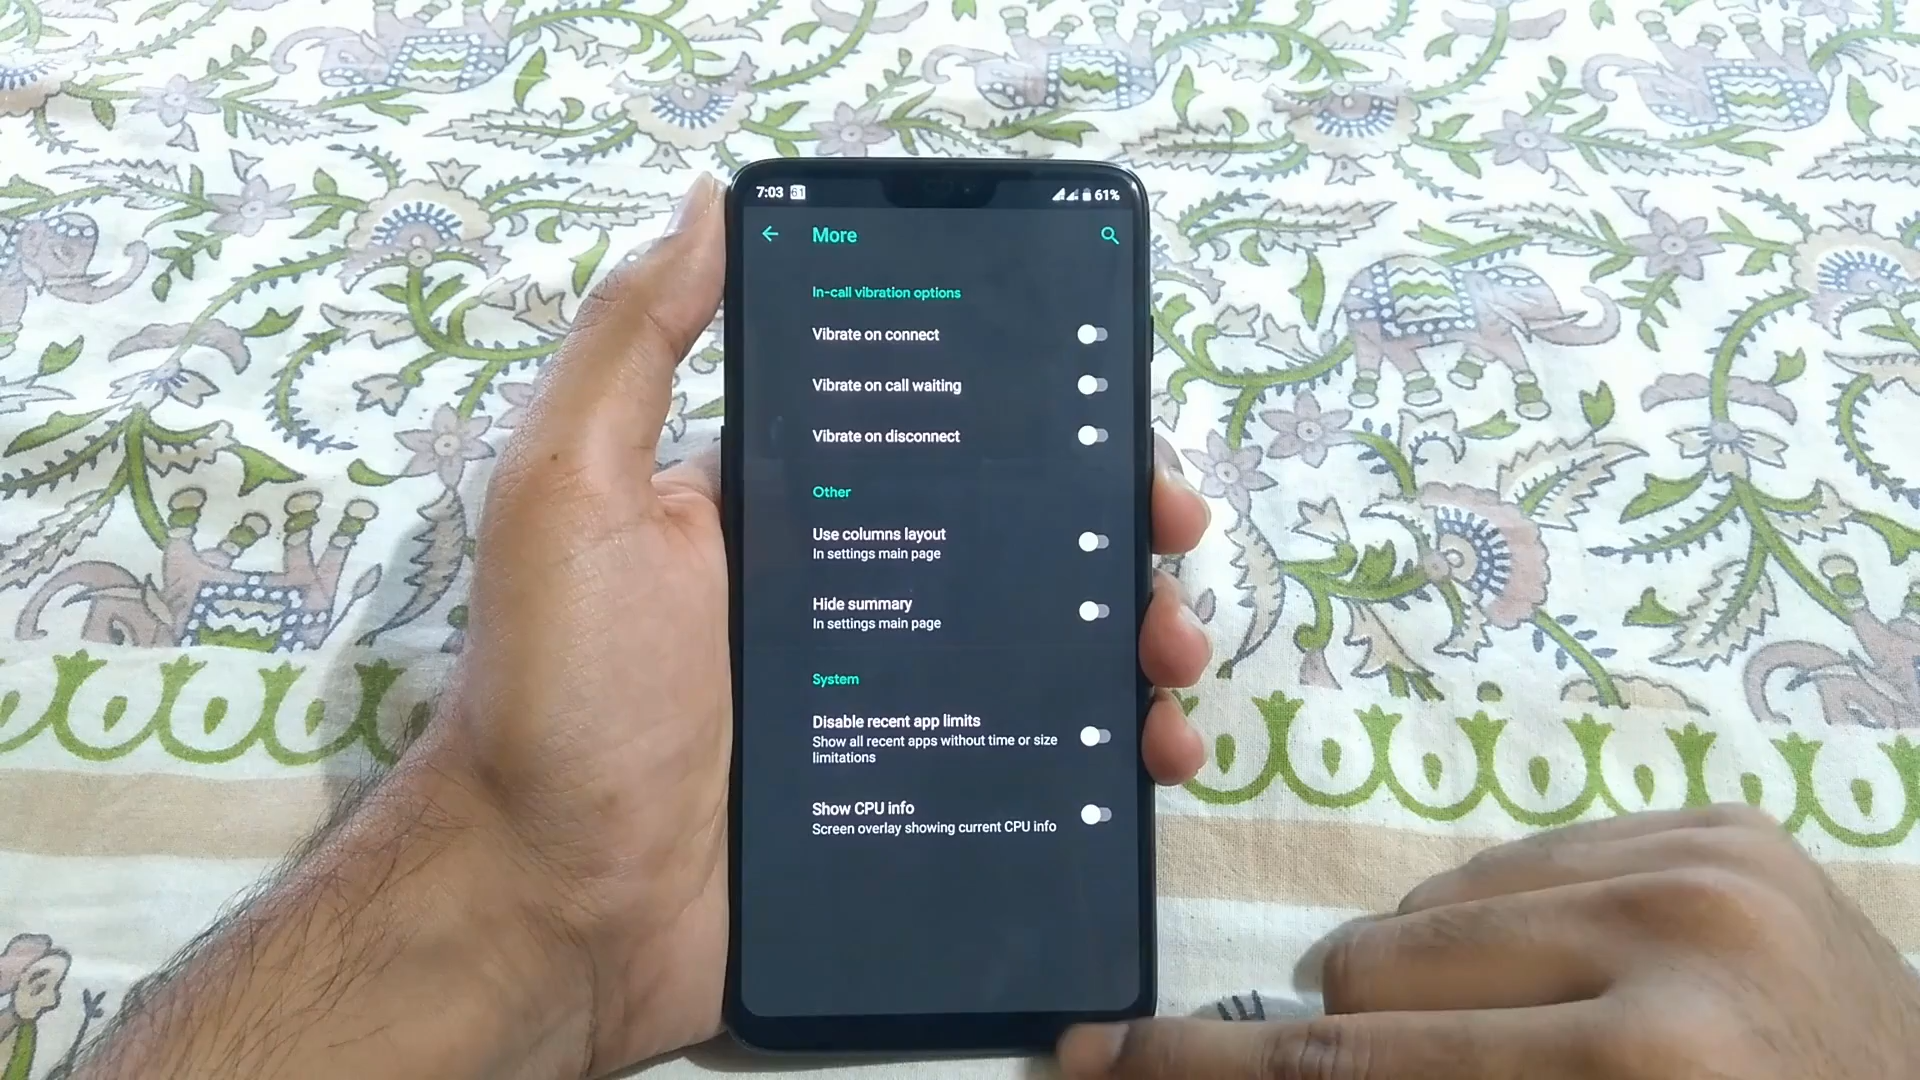 7:03 61 61%
More
In-call vibration options
Vibrate on connect
Vibrate on call waiting
Vibrate on disconnect
Other
Use columns layout
In settings main page
Hide summary
In settings main page
System
Disable recent app limits
Show all recent apps without time or size
limitations
Show CPU info
Screen overlay showing current CPU info